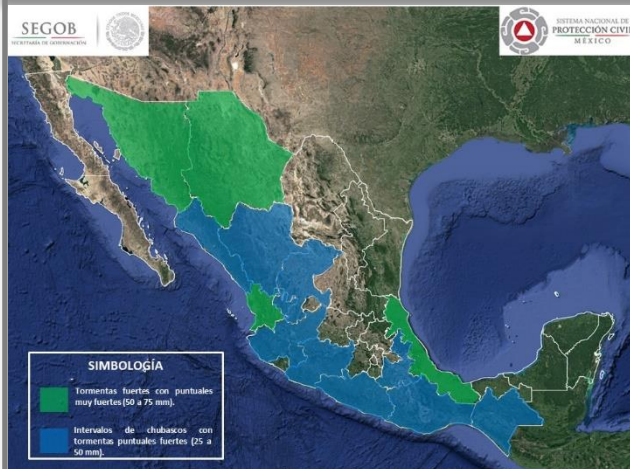 SEGOB
SECRETARÍA DE GOBERNACIÓN
SISTEMA NACIONAL DE
PROTECCIÓN CIVIL
MÉXICO
SIMBOLOGÍA
Tormentas fuertes con puntuales
muy fuertes (50 a 75 mm).
Intervalos de chubascos con
tormentas puntuales fuertes (25 a
50 mm).